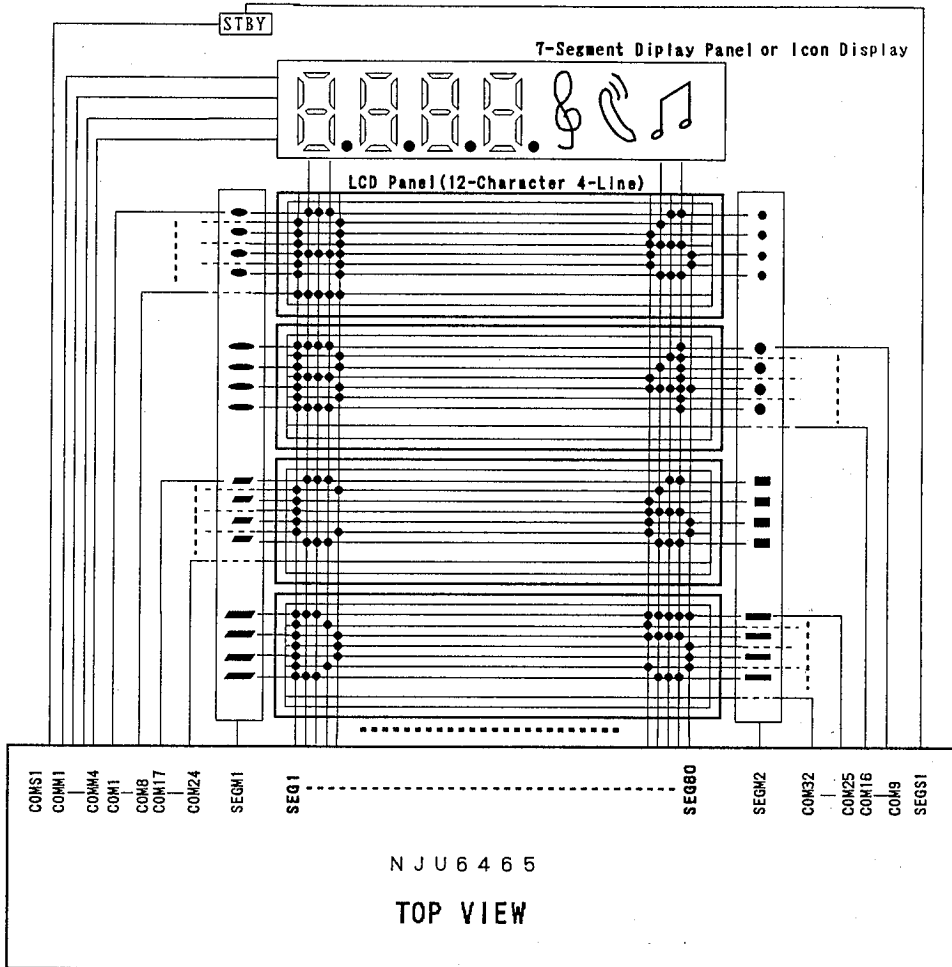 STBY
7-Segment Diplay Panel or Icon Display
LCD Panel(12-Character 4-Line)
COMS1
COMM1
COMM4
COM1
COM8
COM17
COM24
SEGM1
SEG1
SEG60
SEGM2
COM32
COM25
COM16
COM9
SEGS1
NJU6465
TOP VIEW